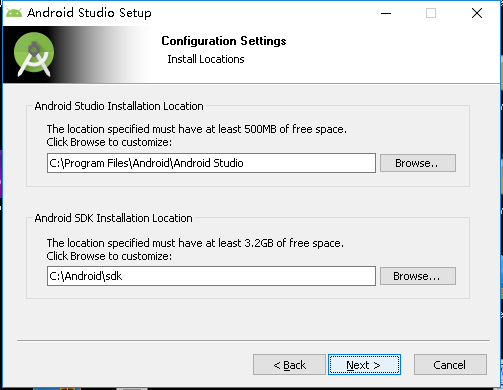 Android Studio Setup
Configuration Settings
Install Locations
Android Studio Installation Location
The location specified must have at least 500MB of free space.
Click Browse to customize:
C:\Program Files\Android\Android Studio
Browse..
Android SDK Installation Location
The location specified must have at least 3.2GB of free space.
Click Browse to customize:
C:\Android\sdk
Browse...
< Back
Next >
Cancel